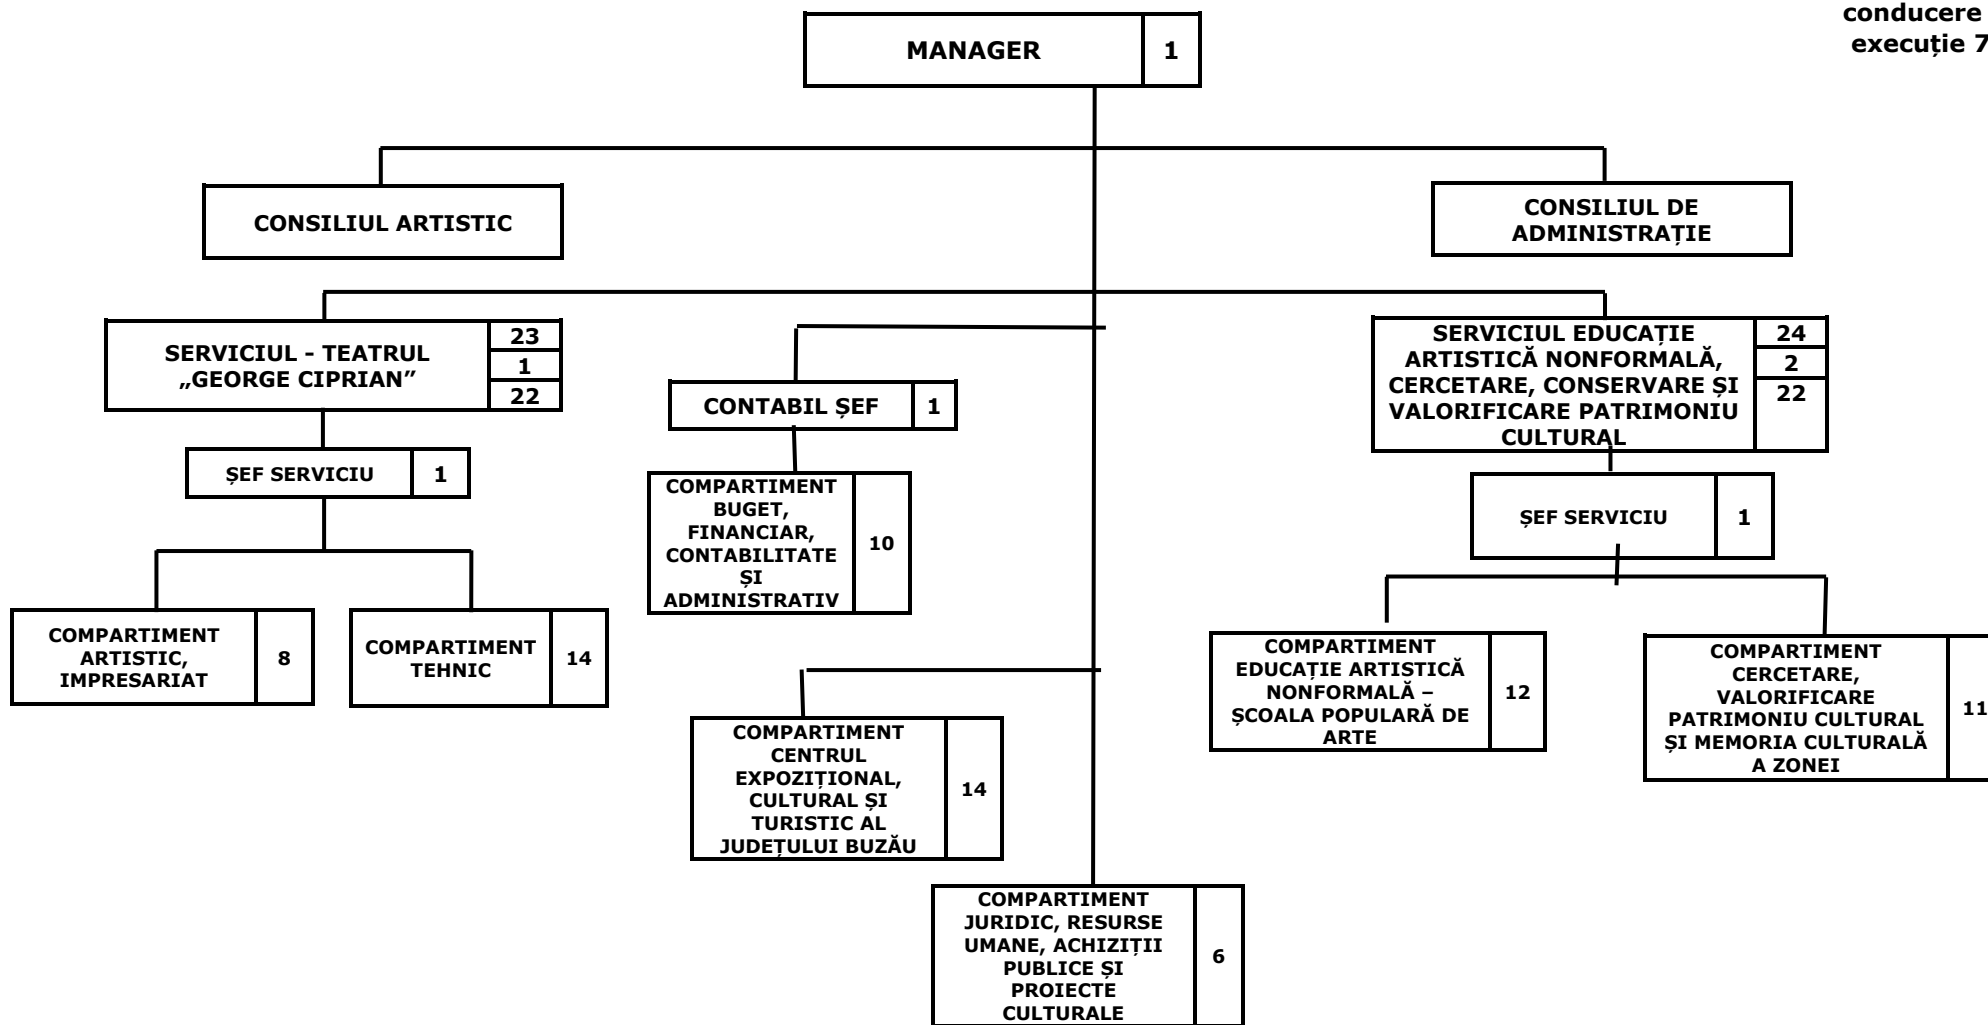 conducere
execuție 7
MANAGER 1
CONSILIUL ARTISTIC
CONSILIUL DE
ADMINISTRAȚIE
SERVICIUL - TEATRUL
„GEORGE CIPRIAN”
23
1
22
ȘEF SERVICIU 1
COMPARTIMENT
ARTISTIC,
IMPRESARIAT
8
COMPARTIMENT
TEHNIC
14
CONTABIL ȘEF 1
COMPARTIMENT
BUGET,
FINANCIAR,
CONTABILITATE
ȘI
ADMINISTRATIV
10
COMPARTIMENT
CENTRUL
EXPOZIȚIONAL,
CULTURAL ȘI
TURISTIC AL
JUDEȚULUI BUZĂU
14
COMPARTIMENT
JURIDIC, RESURSE
UMANE, ACHIZIȚII
PUBLICE ȘI
PROIECTE
CULTURALE
6
SERVICIUL EDUCAȚIE
ARTISTICĂ NONFORMALĂ,
CERCETARE, CONSERVARE ȘI
VALORIFICARE PATRIMONIU
CULTURAL
24
2
22
ȘEF SERVICIU 1
COMPARTIMENT
EDUCAȚIE ARTISTICĂ
NONFORMALĂ –
ȘCOALA POPULARĂ DE
ARTE
12
COMPARTIMENT
CERCETARE,
VALORIFICARE
PATRIMONIU CULTURAL
ȘI MEMORIA CULTURALĂ
A ZONEI
11